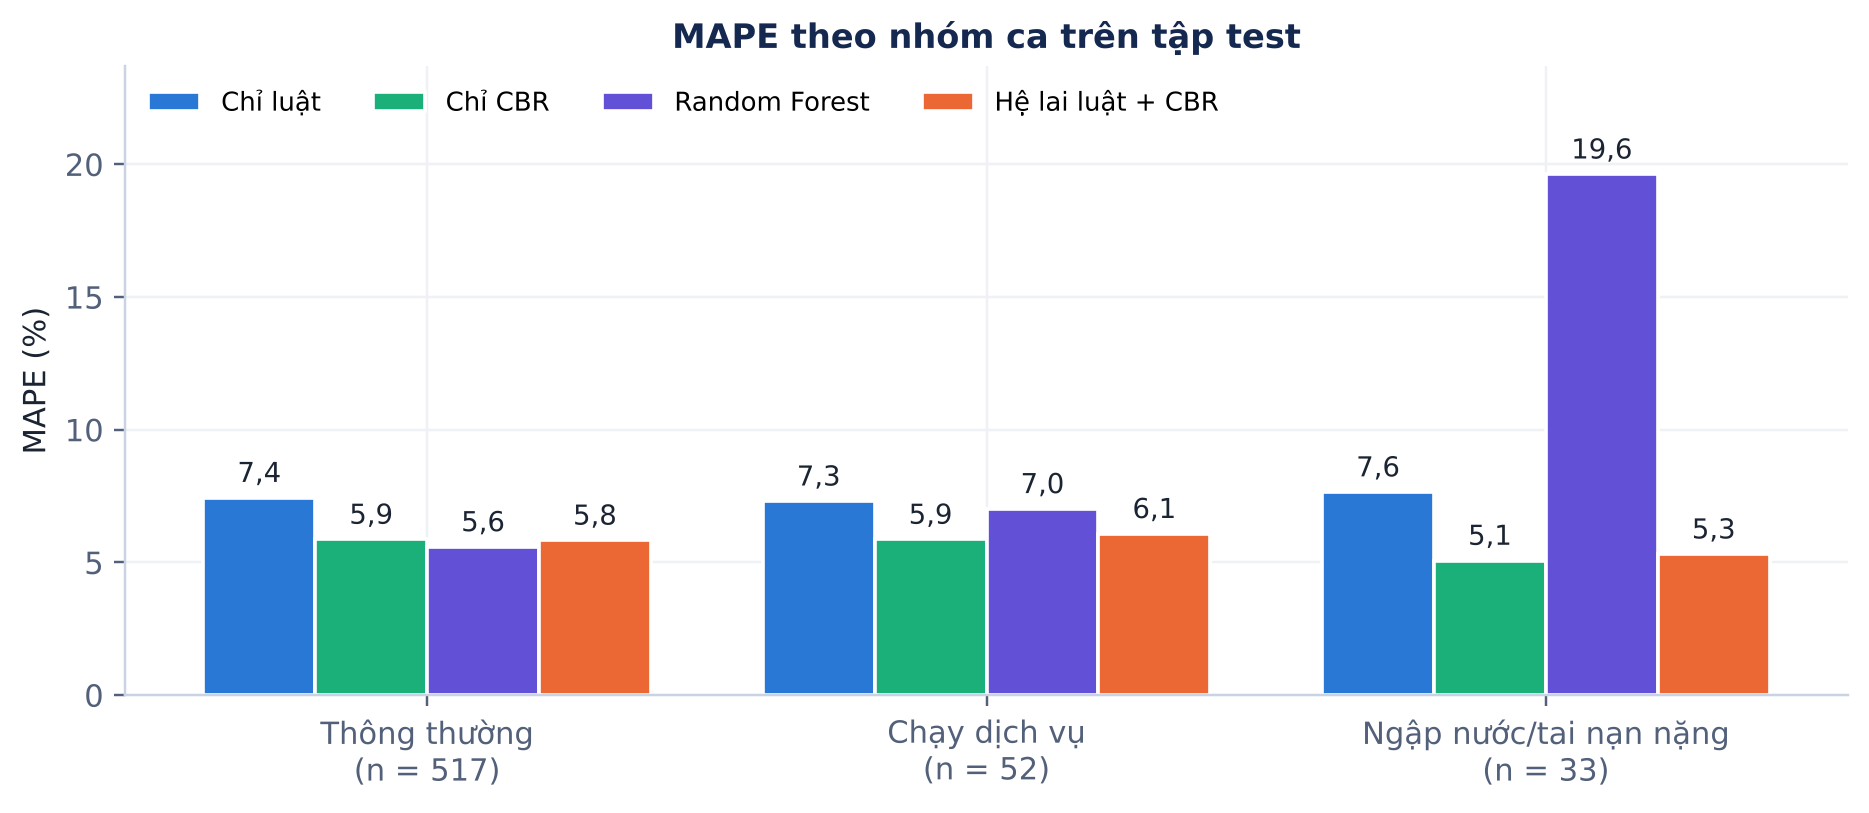 MAPE theo nhóm ca trên tập test
Chỉ luật
Chỉ CBR
Random Forest
Hệ lai luật + CBR
MAPE (%)
20
15
10
5
0
7,4
5,9
5,6
5,8
7,3
5,9
7,0
6,1
7,6
5,1
19,6
5,3
Thông thường
(n = 517)
Chạy dịch vụ
(n = 52)
Ngập nước/tai nạn nặng
(n = 33)